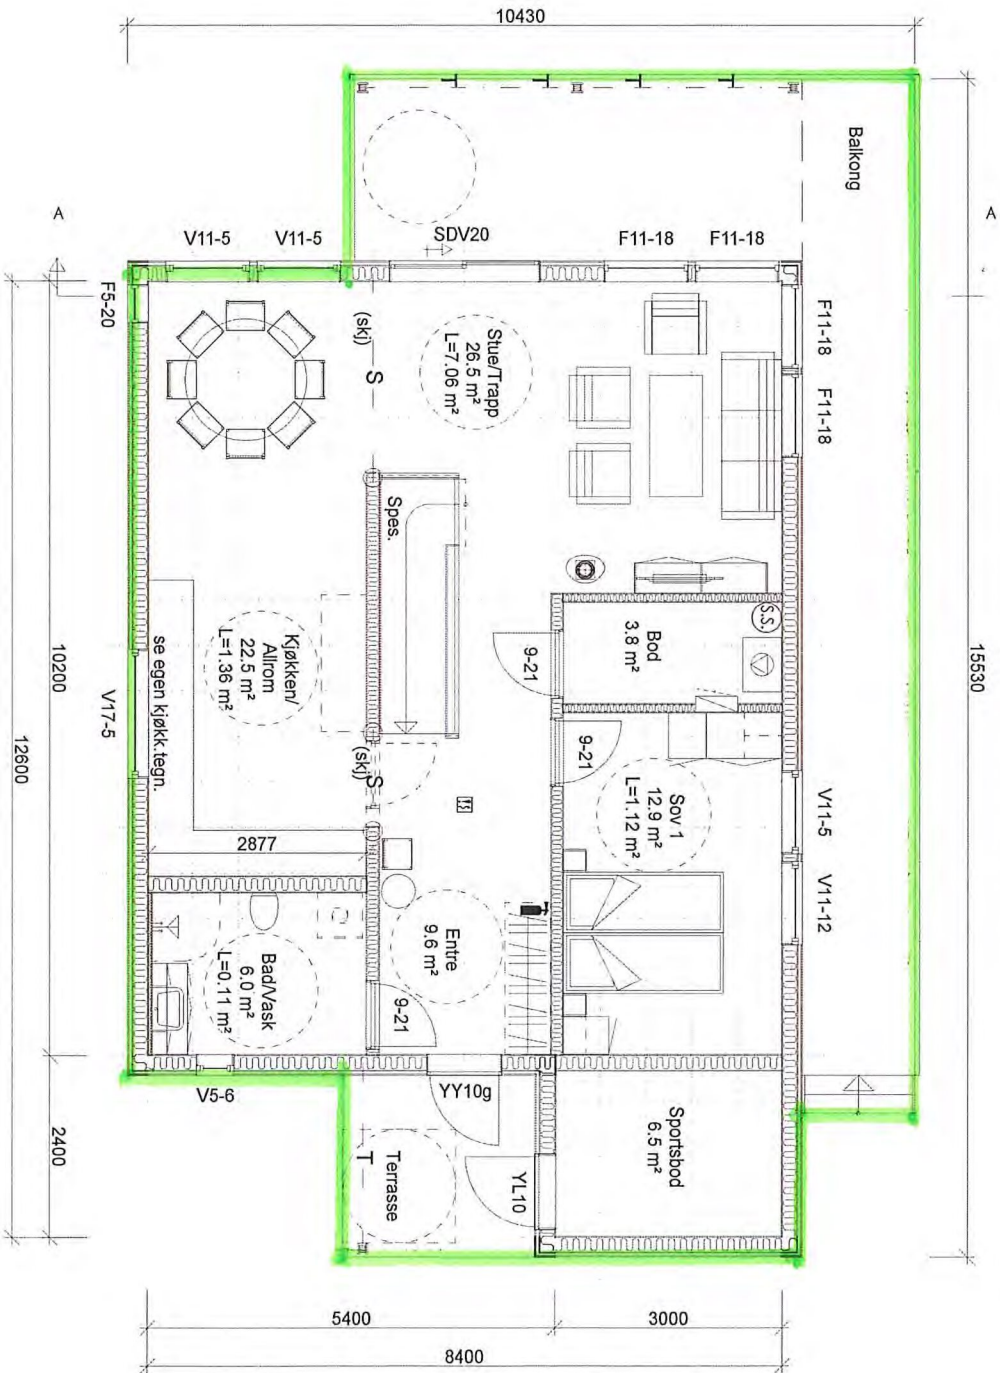 10430
Balkong
A
A
V11-5
V11-5
SDV20
F11-18
F11-18
F5-20
(skj)
S
Stue/Trapp
26.5 m²
L=7.06 m²
F11-18
F11-18
Spes.
15530
S.S.
Bod
3.8 m²
9-21
Kjøkken/
Allrom
22.5 m²
L=1.36 m²
se egen kjøkk.tegn.
V17-5
10200
12600
(skj)
S
9-21
Sov 1
12.9 m²
L=1.12 m²
V11-5
V11-12
2877
Entre
9.6 m²
Bad/Vask
6.0 m²
L=0.11 m²
9-21
V5-6
YY10g
Terrasse
T
YL10
Sportsbod
6.5 m²
2400
5400
3000
8400